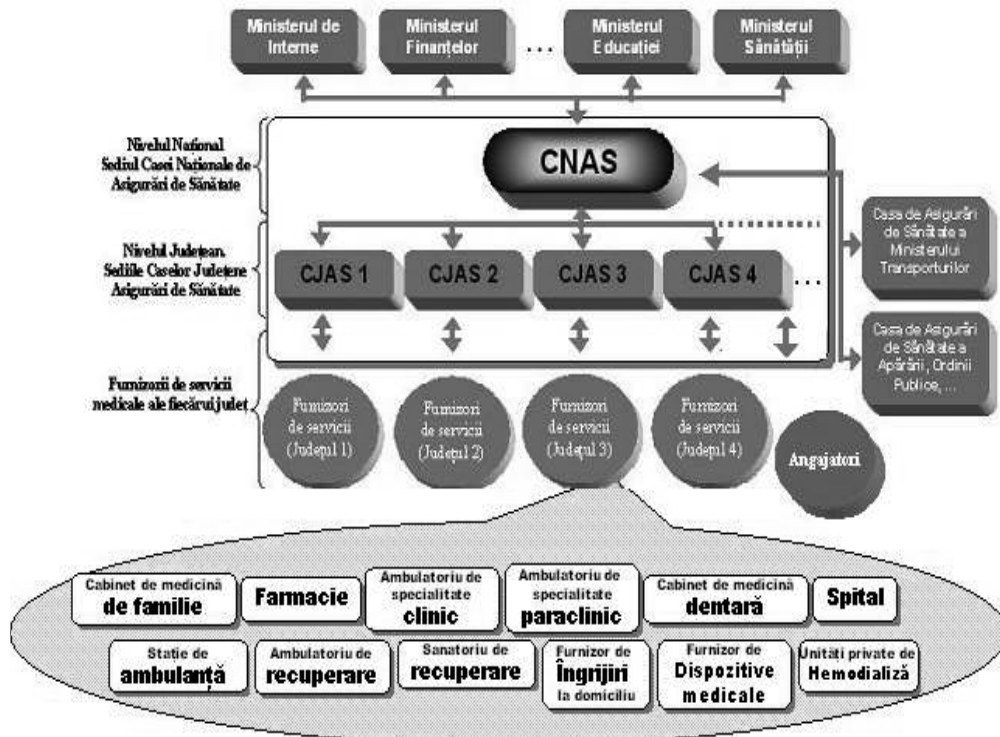 Ministerul de
Interne
Ministerul
Finanțelor
...
Ministerul
Educației
Ministerul
Sănătății
Nivelul Național
Sediul Casei Naționale de
Asigurări de Sănătate
CNAS
Casa de Asigurări
de Sănătate a
Ministerului
Transporturilor
Nivelul Județean.
Sediile Caselor Județene
Asigurări de Sănătate
CJAS 1
CJAS 2
CJAS 3
CJAS 4
...
Casa de Asigurări
de Sănătate a
Apărării, Ordinii
Publice, ...
Furnizorii de servicii
medicale ale fiecărui județ
Furnizori
de servicii
(Județul 1)
Furnizori
de servicii
(Județul 2)
Furnizori
de servicii
(Județul 3)
Furnizori
de servicii
(Județul 4)
Angajatori
Cabinet de medicină
de familie
Farmacie
Ambulatoriu de
specialitate
clinic
Ambulatoriu de
specialitate
paraclinic
Cabinet de medicină
dentară
Spital
Stație de
ambulanță
Ambulatoriu de
recuperare
Sanatoriu de
recuperare
Furnizor de
Îngrijiri
la domiciliu
Furnizor de
Dispozitive
medicale
Unități private de
Hemodializă